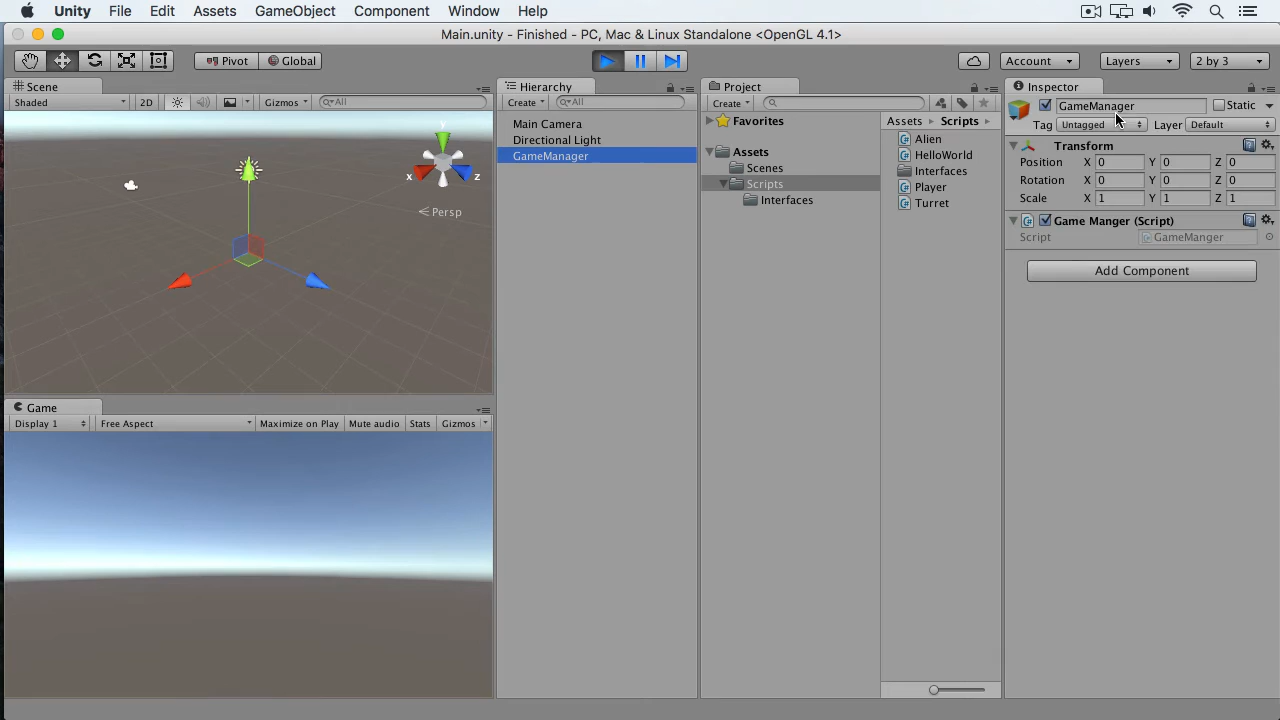 Unity File Edit Assets GameObject Component Window Help
Main.unity - Finished - PC, Mac & Linux Standalone <OpenGL 4.1>
Pivot Global Account Layers 2 by 3
Scene
Shaded 2D Gizmos All
y
x z
Persp
Game
Display 1 Free Aspect Maximize on Play Mute audio Stats Gizmos
Hierarchy
Create All
Main Camera
Directional Light
GameManager
Project
Create
Favorites
Assets
Scenes
Scripts
Interfaces
Assets Scripts
Alien
HelloWorld
Interfaces
Player
Turret
Inspector
GameManager Static
Tag Untagged Layer Default
Transform
Position X 0 Y 0 Z 0
Rotation X 0 Y 0 Z 0
Scale X 1 Y 1 Z 1
Game Manger (Script)
Script GameManger
Add Component